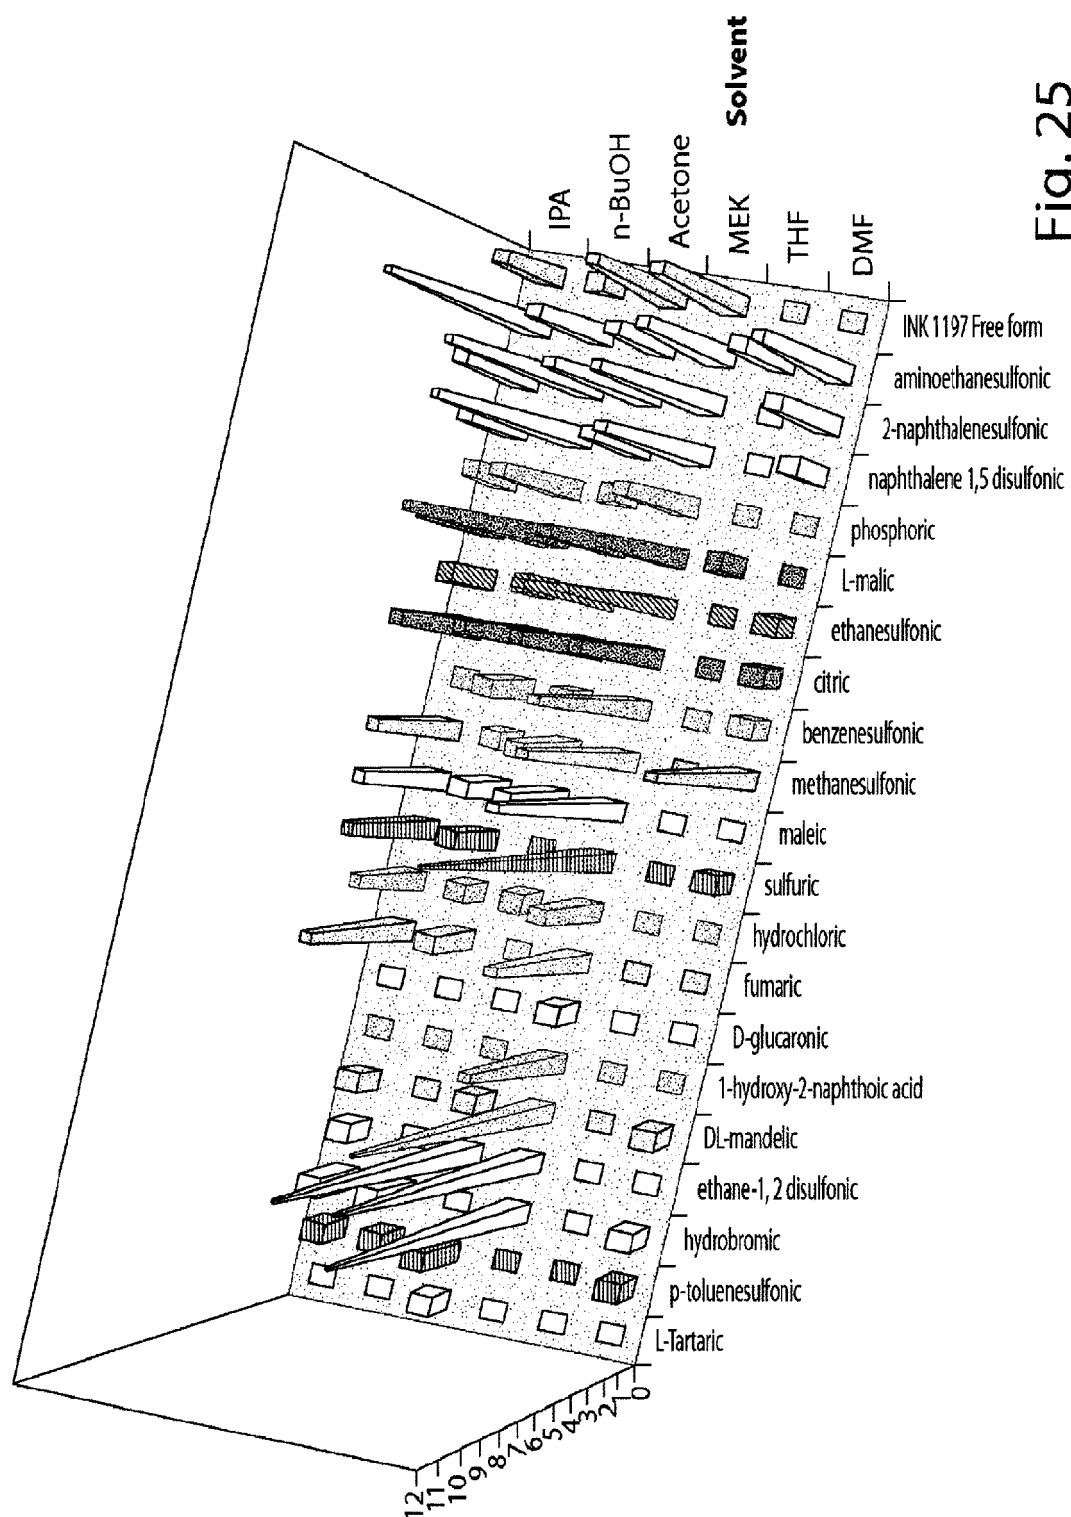 Fig. 25
Solvent
IPA
n-BuOH
Acetone
MEK
THF
DMF
INK 1197 Free form
aminoethanesulfonic
2-naphthalenesulfonic
naphthalene 1,5 disulfonic
phosphoric
L-malic
ethanesulfonic
citric
benzenesulfonic
methanesulfonic
maleic
sulfuric
hydrochloric
fumaric
D-glucaronic
1-hydroxy-2-naphthoic acid
DL-mandelic
ethane-1, 2 disulfonic
hydrobromic
p-toluenesulfonic
L-Tartaric
12
11
10
9
8
7
6
5
4
3
2
1
0